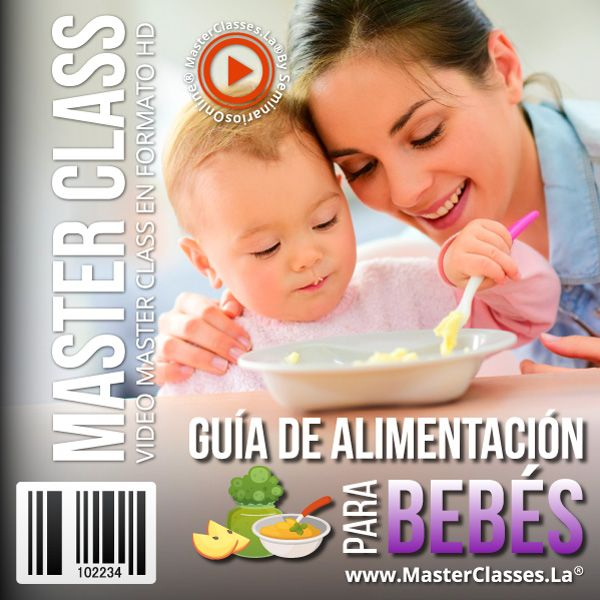 MASTER CLASS
VIDEO MASTER CLASS EN FORMATO HD
MasterClasses.La® By SeminariosOnline®
GUÍA DE ALIMENTACIÓN
PARA
BEBÉS
102234
www.MasterClasses.La®